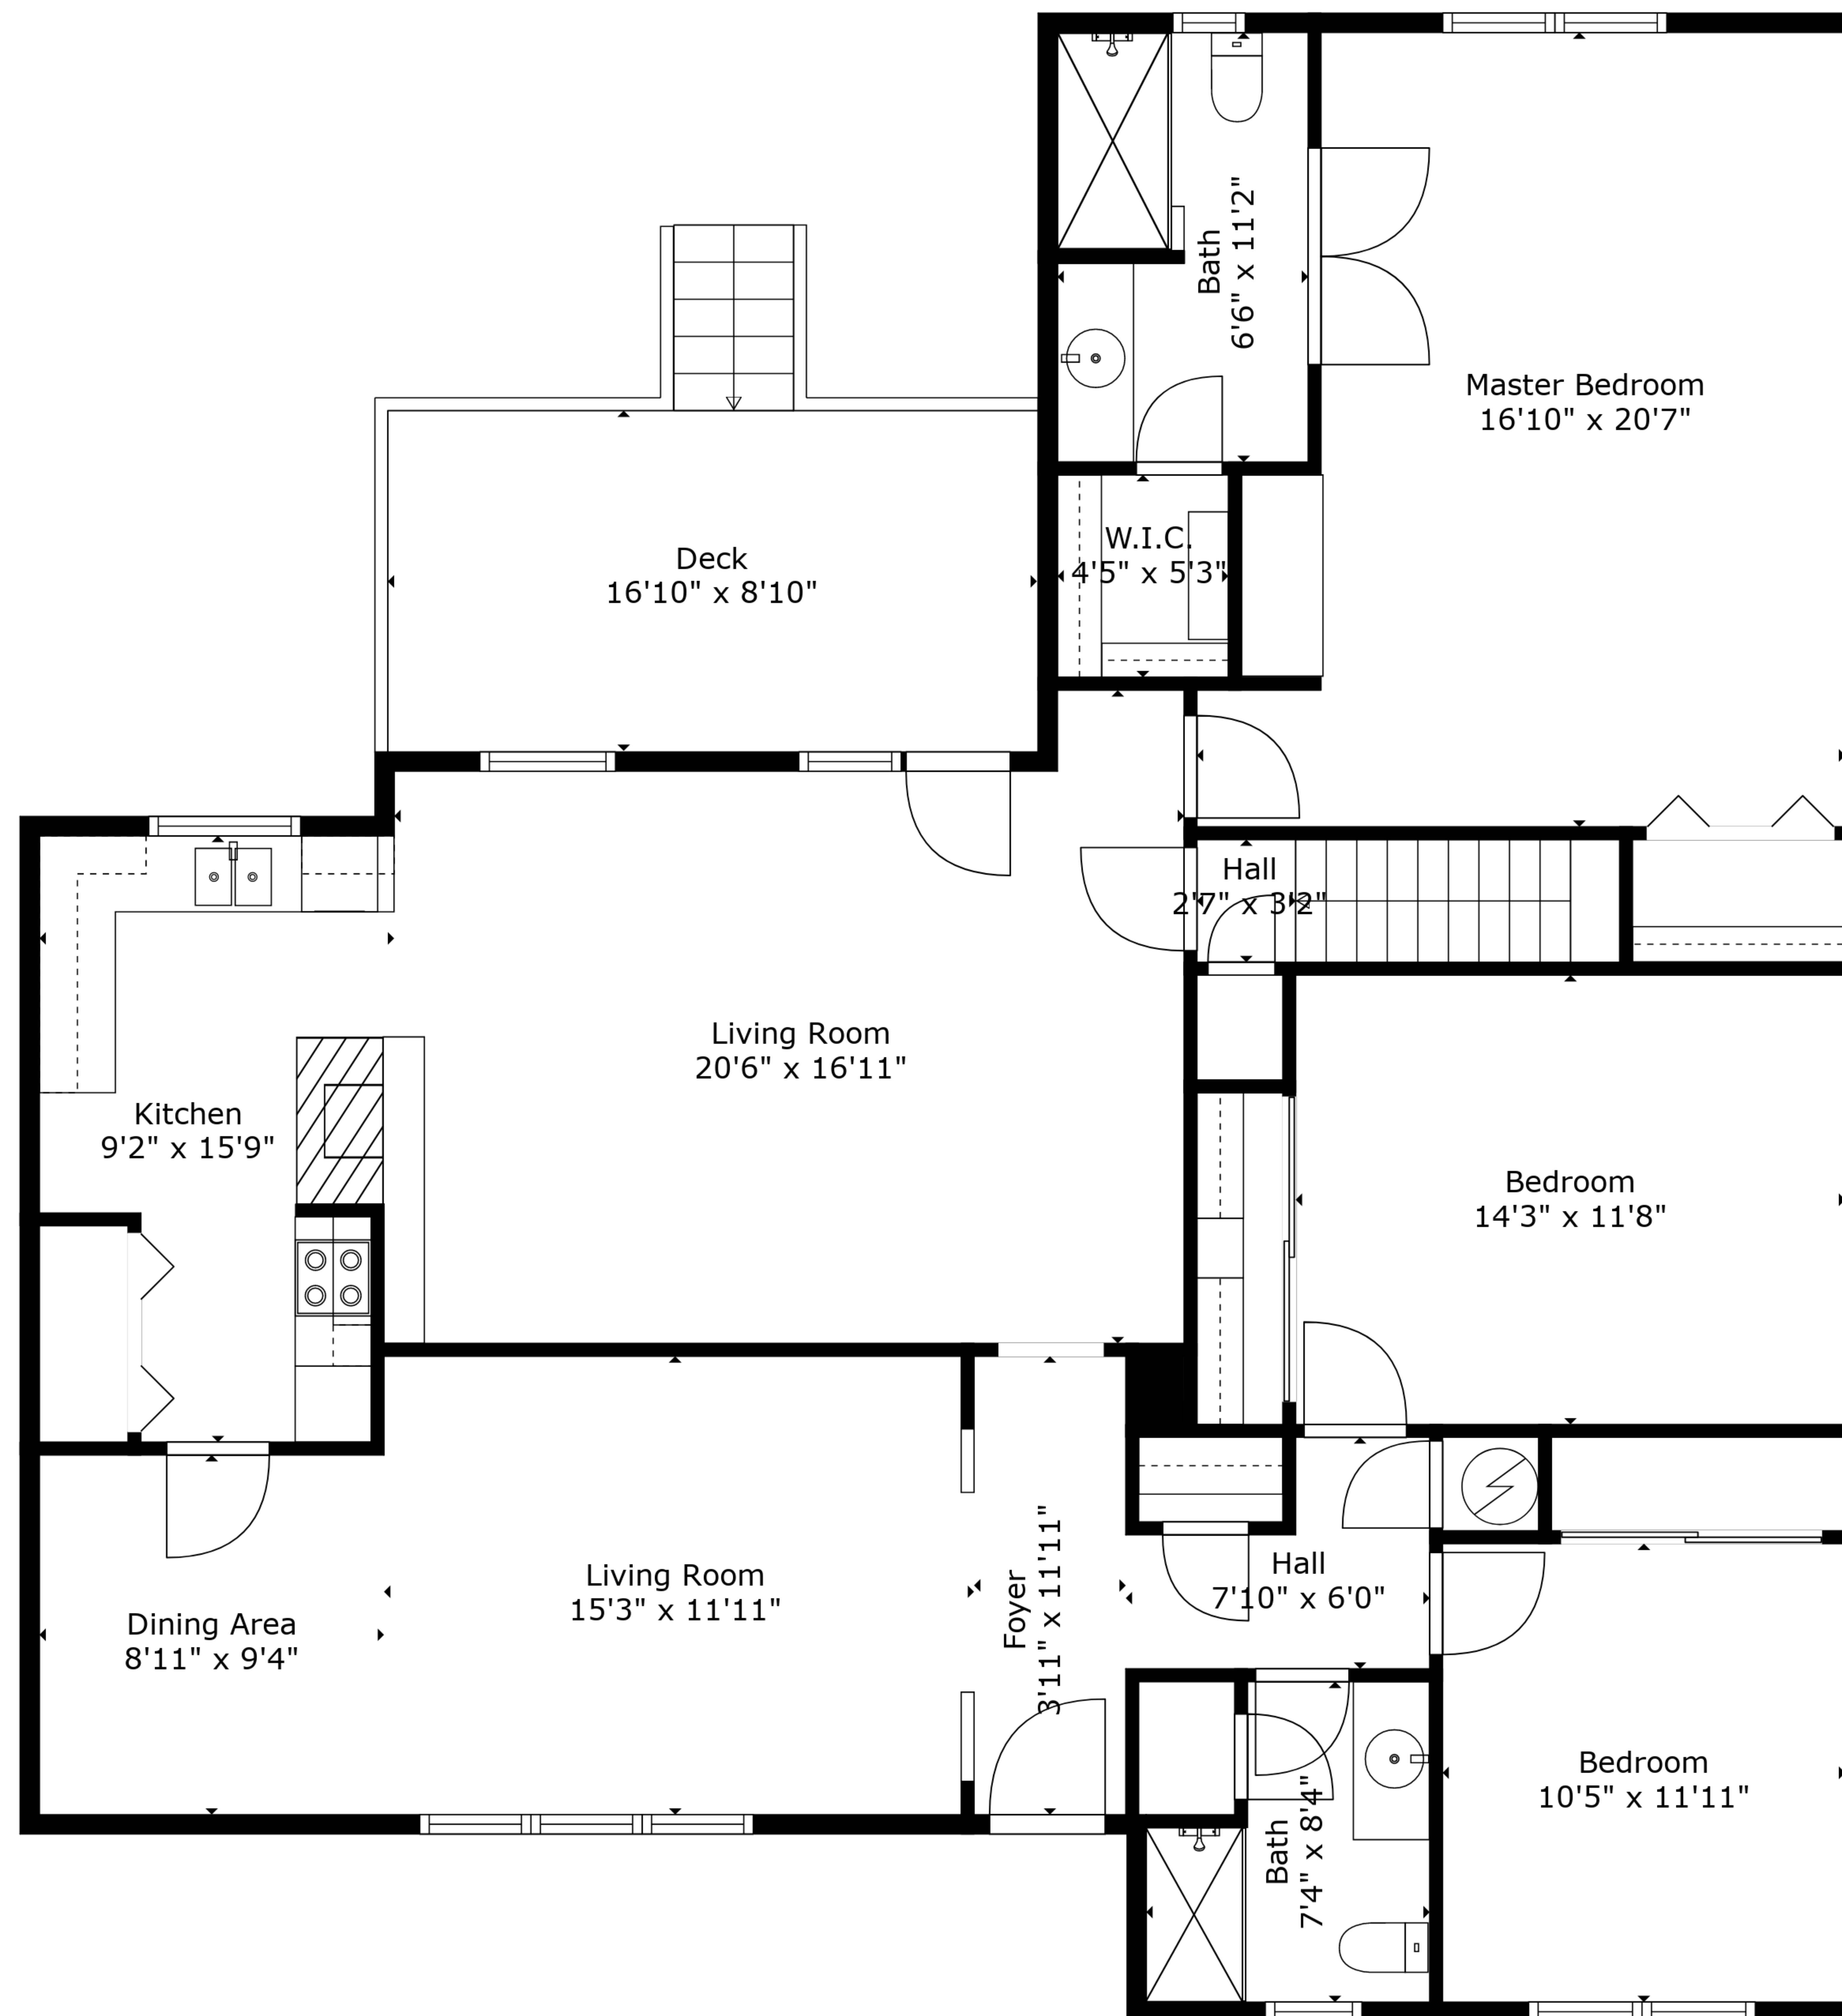 Bath
6'6" x 11'2"
Master Bedroom
16'10" x 20'7"
Deck
16'10" x 8'10"
W.I.C.
4'5" x 5'3"
Hall
2'7" x 3'2"
Living Room
20'6" x 16'11"
Kitchen
9'2" x 15'9"
Bedroom
14'3" x 11'8"
Living Room
15'3" x 11'11"
Foyer
3'11" x 11'11"
Hall
7'10" x 6'0"
Dining Area
8'11" x 9'4"
Bedroom
10'5" x 11'11"
Bath
7'4" x 8'4"